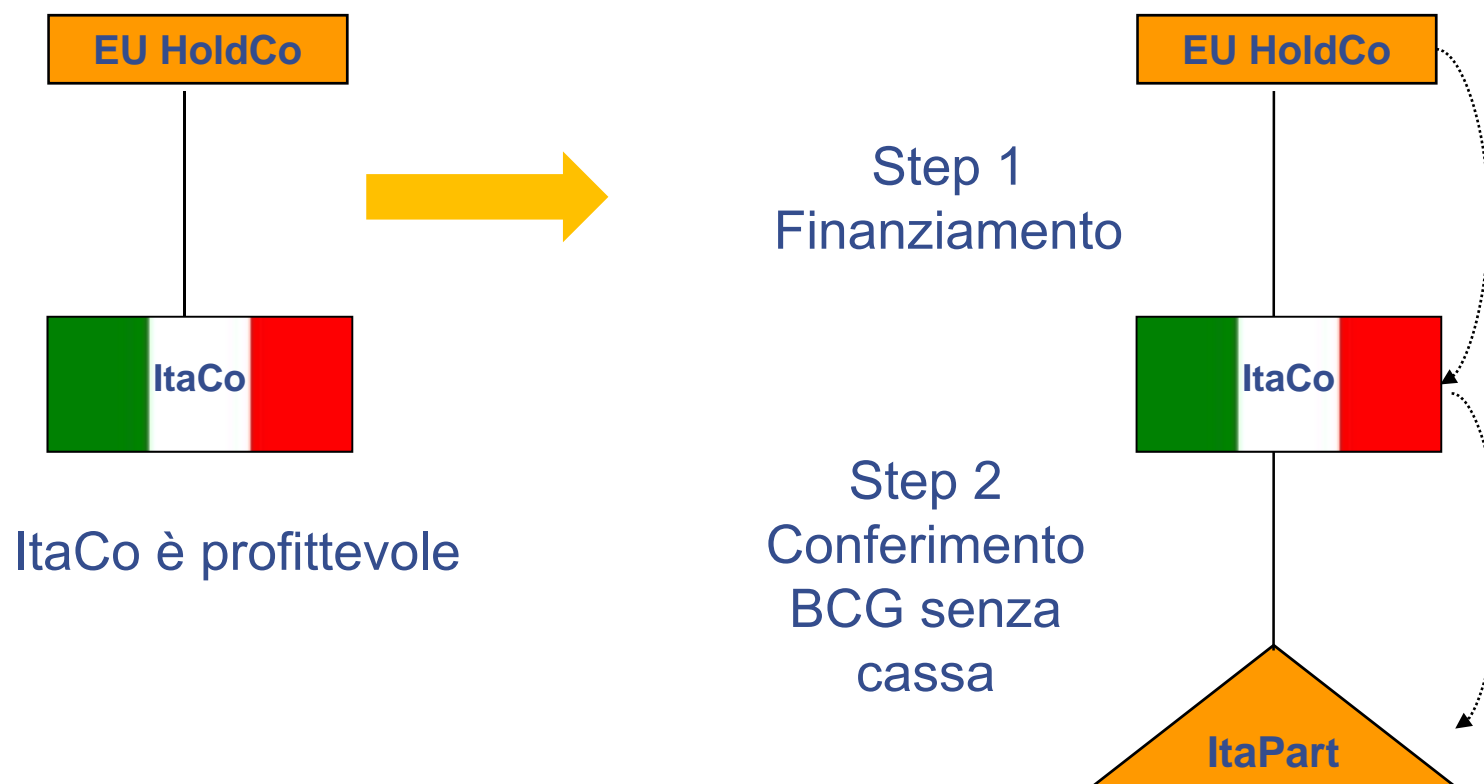 EU HoldCo
ItaCo
ItaCo è profittevole
EU HoldCo
Step 1
Finanziamento
ItaCo
Step 2
Conferimento
BCG senza
cassa
ItaPart